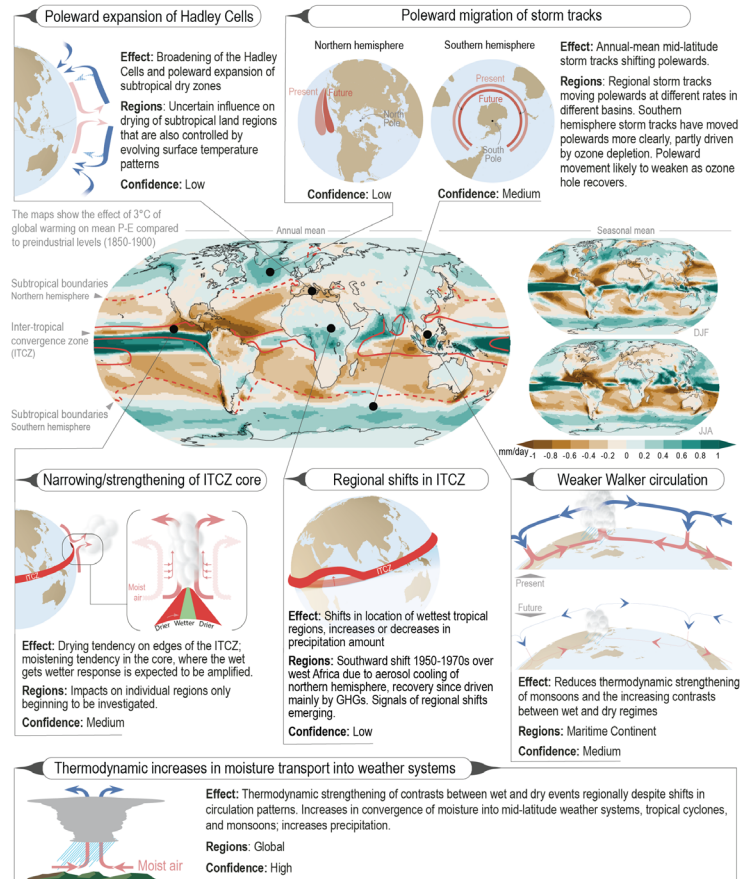 Poleward expansion of Hadley Cells
Effect: Broadening of the Hadley
Cells and poleward expansion of
subtropical dry zones
Regions: Uncertain influence on
drying of subtropical land regions
that are also controlled by
evolving surface temperature
patterns
Confidence: Low
Poleward migration of storm tracks
Northern hemisphere
Present
Future
North
Pole
Confidence: Low
Southern hemisphere
Present
Future
South
Pole
Confidence: Medium
Effect: Annual-mean mid-latitude
storm tracks shifting polewards.
Regions: Regional storm tracks
moving polewards at different rates in
different basins. Southern
hemisphere storm tracks have moved
polewards more clearly, partly driven
by ozone depletion. Poleward
movement likely to weaken as ozone
hole recovers.
The maps show the effect of 3°C of
global warming on mean P-E compared
to preindustrial levels (1850-1900)
Annual mean
Seasonal mean
Subtropical boundaries
Northern hemisphere
Inter-tropical
convergence zone
(ITCZ)
Subtropical boundaries
Southern hemisphere
DJF
JJA
mm/day -1 -0.8 -0.6 -0.4 -0.2 0 0.2 0.4 0.6 0.8 1
Narrowing/strengthening of ITCZ core
ITCZ
Moist
air
Drier Wetter Drier
Effect: Drying tendency on edges of the ITCZ;
moistening tendency in the core, where the wet
gets wetter response is expected to be amplified.
Regions: Impacts on individual regions only
beginning to be investigated.
Confidence: Medium
Regional shifts in ITCZ
ITCZ
Effect: Shifts in location of wettest tropical
regions, increases or decreases in
precipitation amount
Regions: Southward shift 1950-1970s over
west Africa due to aerosol cooling of
northern hemisphere, recovery since driven
mainly by GHGs. Signals of regional shifts
emerging.
Confidence: Low
Weaker Walker circulation
Present
Future
Effect: Reduces thermodynamic strengthening
of monsoons and the increasing contrasts
between wet and dry regimes
Regions: Maritime Continent
Confidence: Medium
Thermodynamic increases in moisture transport into weather systems
Moist air
Effect: Thermodynamic strengthening of contrasts between wet and dry events regionally despite shifts in
circulation patterns. Increases in convergence of moisture into mid-latitude weather systems, tropical cyclones,
and monsoons; increases precipitation.
Regions: Global
Confidence: High